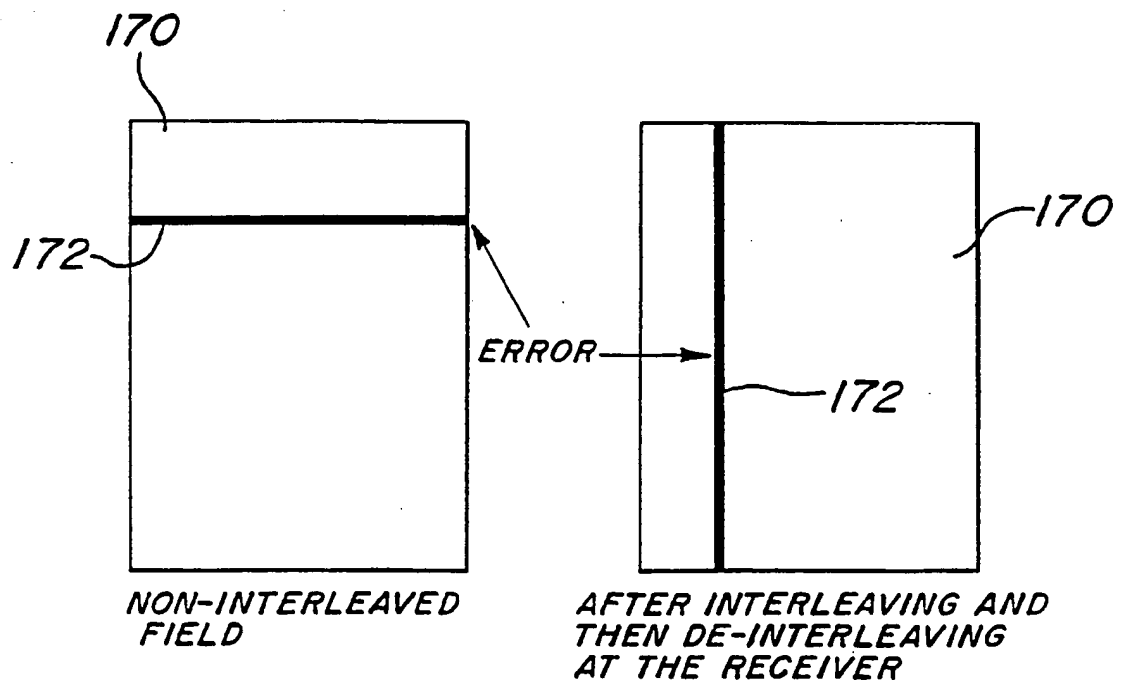 170
172
ERROR
170
172
NON-INTERLEAVED
FIELD
AFTER INTERLEAVING AND
THEN DE-INTERLEAVING
AT THE RECEIVER